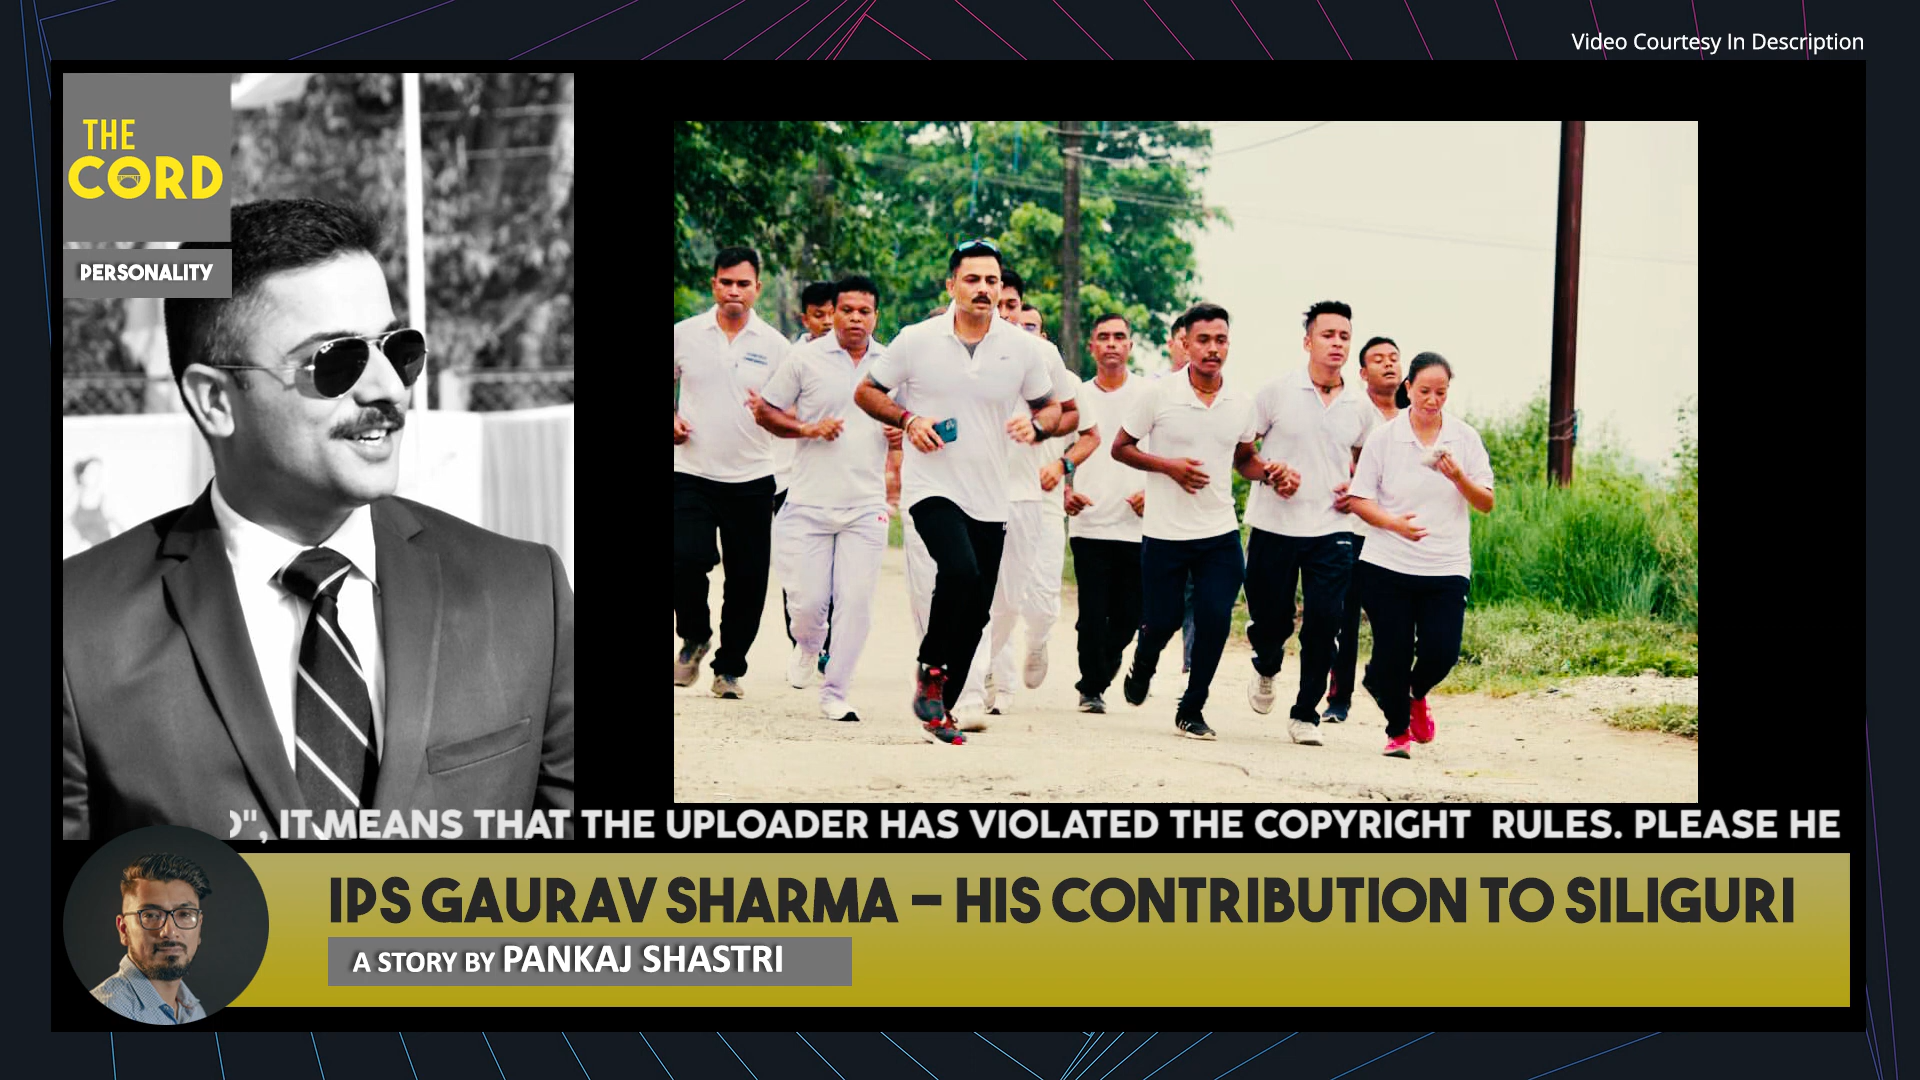 Video Courtesy In Description
THE
CORD
PERSONALITY
", IT MEANS THAT THE UPLOADER HAS VIOLATED THE COPYRIGHT RULES. PLEASE HE
IPS GAURAV SHARMA – HIS CONTRIBUTION TO SILIGURI
A STORY BY PANKAJ SHASTRI